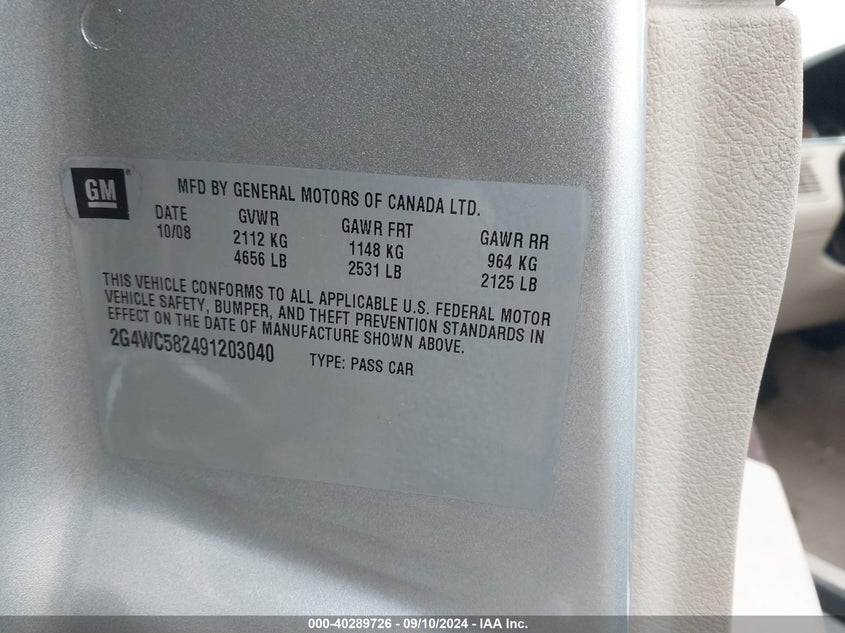 GM
MFD BY GENERAL MOTORS OF CANADA LTD.
DATE GVWR GAWR FRT GAWR RR
10/08 2112 KG 1148 KG 964 KG
4656 LB 2531 LB 2125 LB
THIS VEHICLE CONFORMS TO ALL APPLICABLE U.S. FEDERAL MOTOR
VEHICLE SAFETY, BUMPER, AND THEFT PREVENTION STANDARDS IN
EFFECT ON THE DATE OF MANUFACTURE SHOWN ABOVE.
2G4WC582491203040 TYPE: PASS CAR
000-40289726 - 09/10/2024 - IAA Inc.